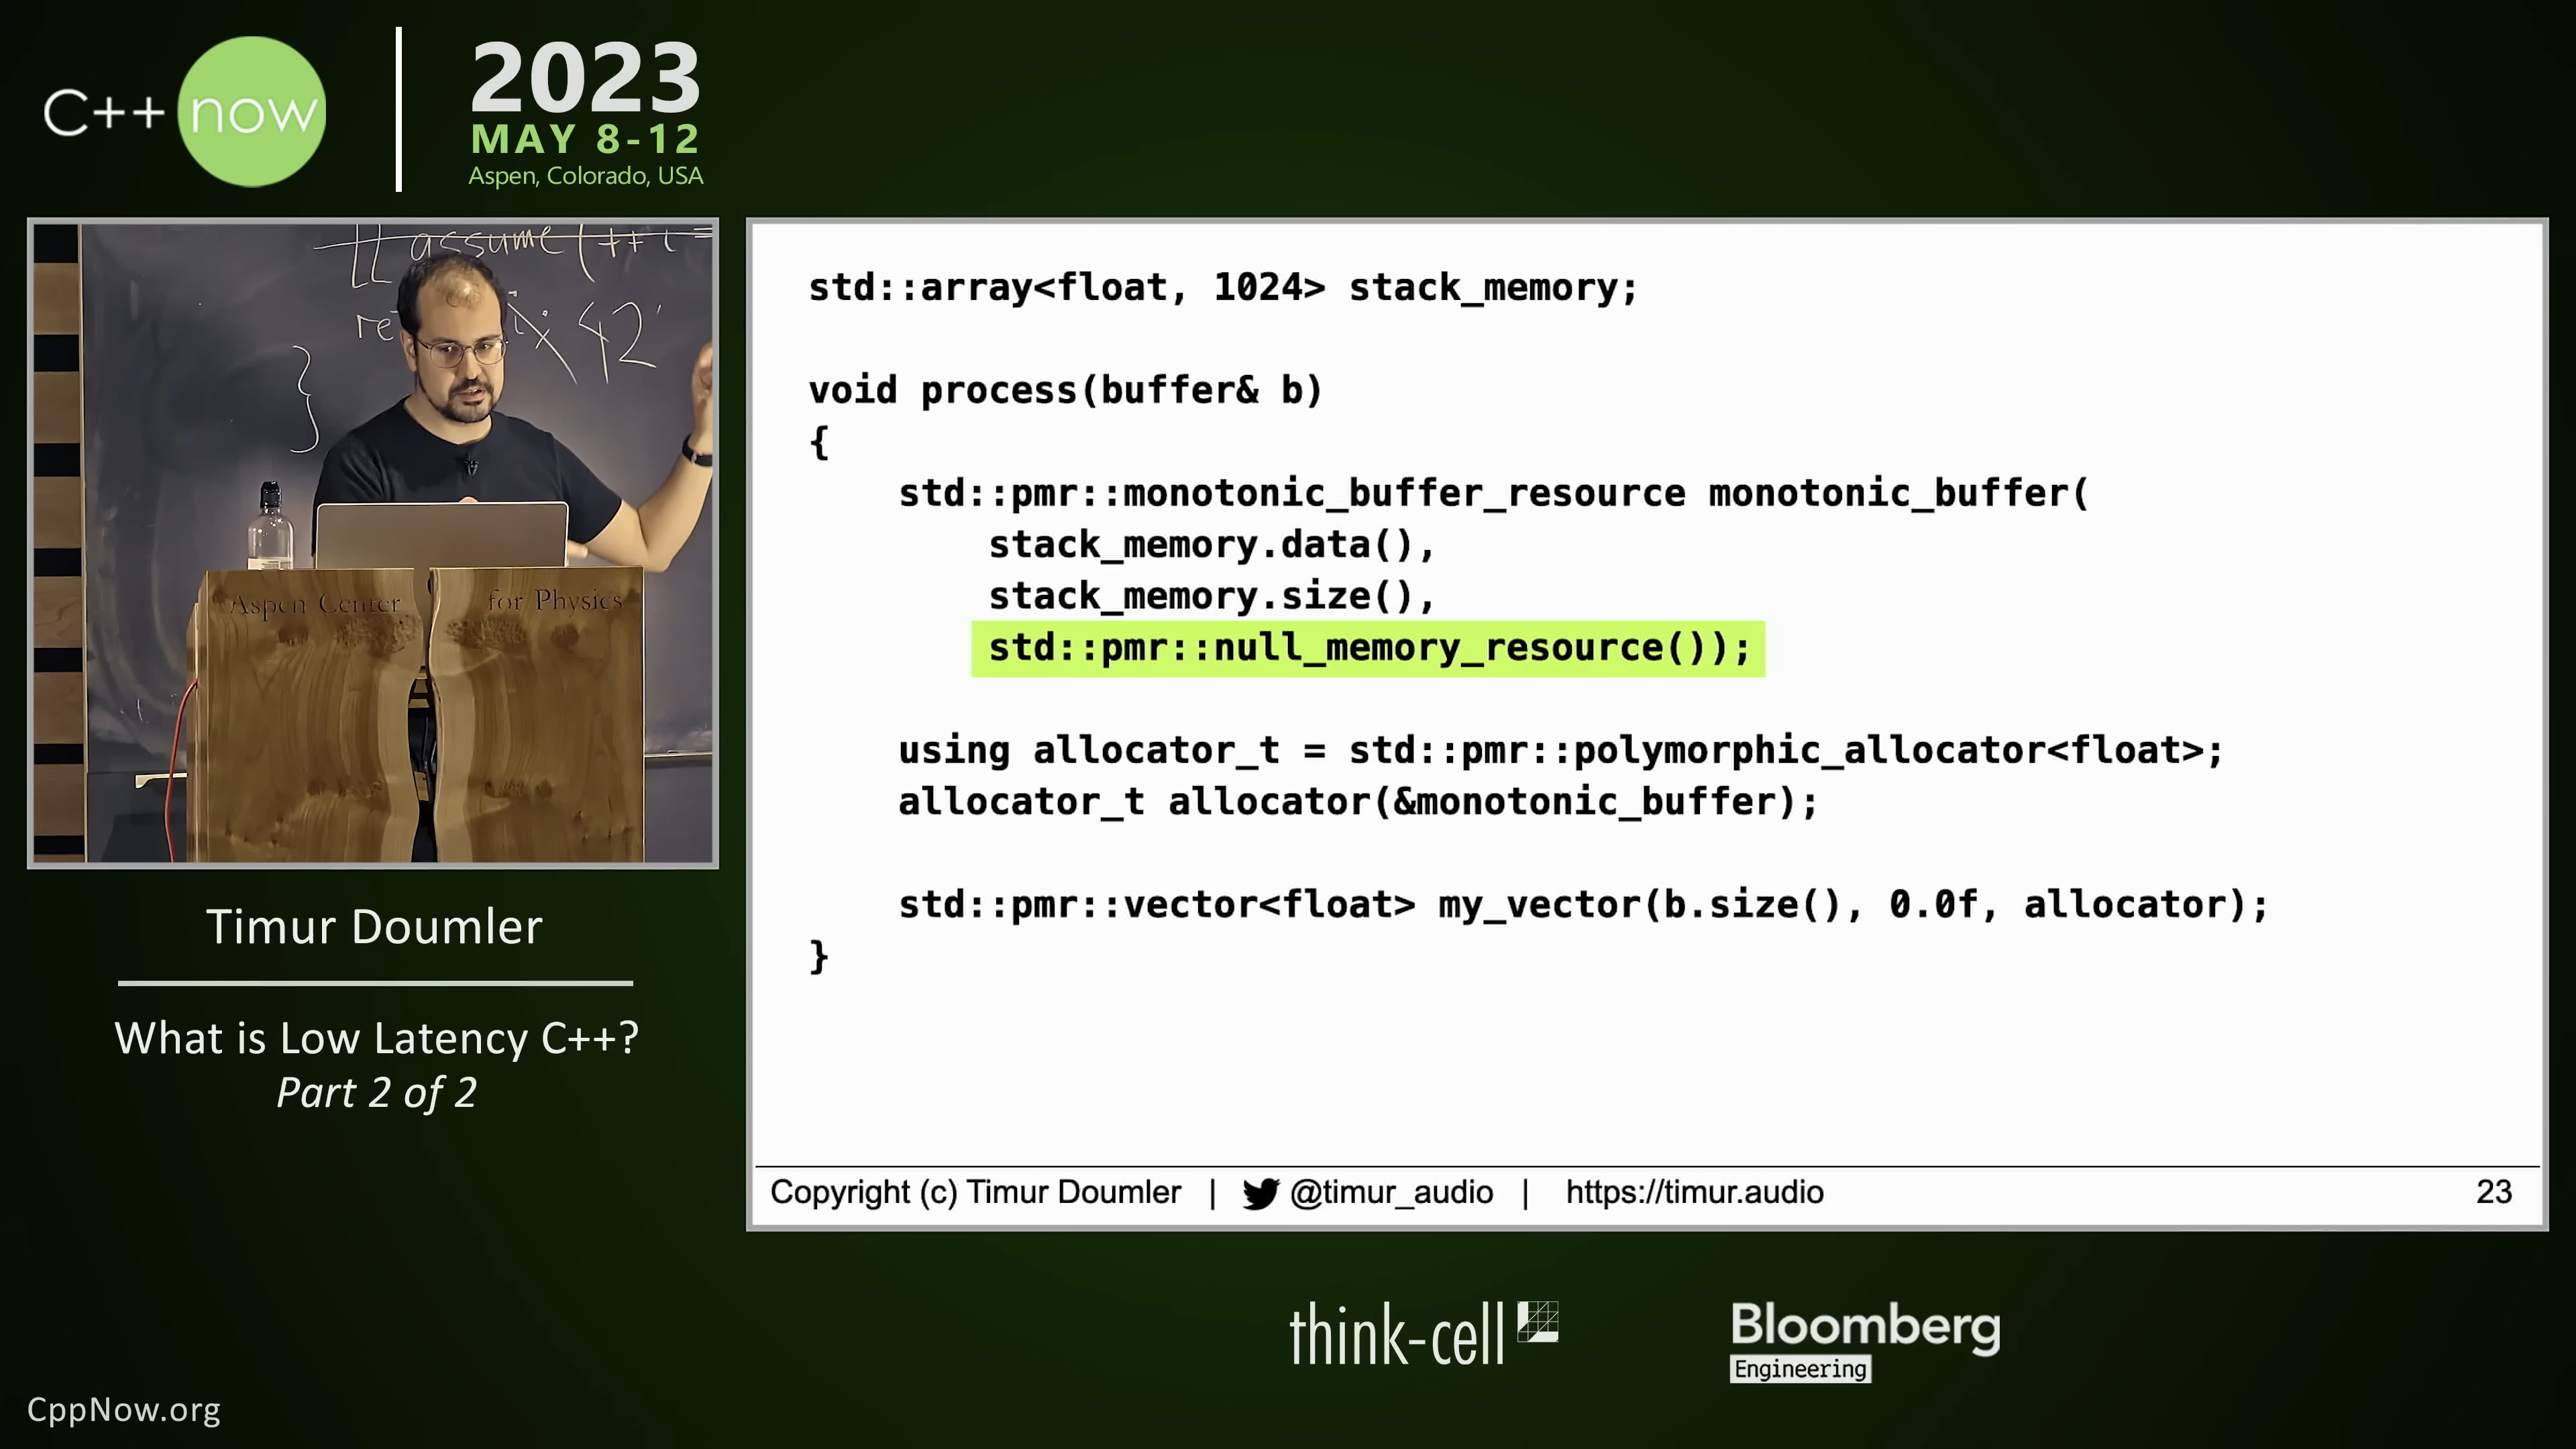 C++ now
2023
MAY 8-12
Aspen, Colorado, USA
[[ assume(++i =
re
i
42
}
Aspen Center for Physics
Timur Doumler
What is Low Latency C++?
Part 2 of 2
std::array<float, 1024> stack_memory;
void process(buffer& b)
{
std::pmr::monotonic_buffer_resource monotonic_buffer(
stack_memory.data(),
stack_memory.size(),
std::pmr::null_memory_resource());
using allocator_t = std::pmr::polymorphic_allocator<float>;
allocator_t allocator(&monotonic_buffer);
std::pmr::vector<float> my_vector(b.size(), 0.0f, allocator);
}
Copyright (c) Timur Doumler | @timur_audio | https://timur.audio 23
think-cell
Bloomberg
Engineering
CppNow.org